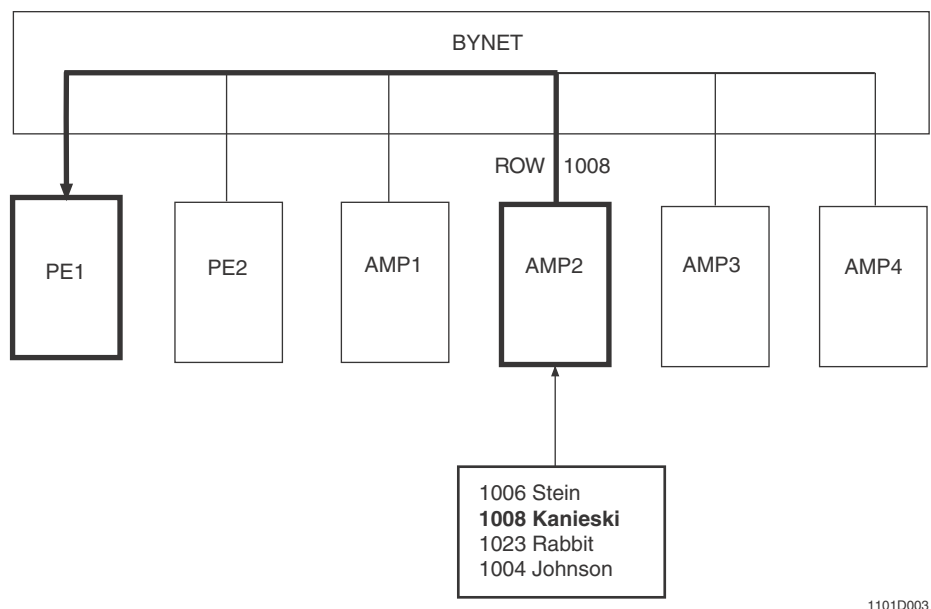 BYNET
ROW 1008
PE1 PE2 AMP1 AMP2 AMP3 AMP4
1006 Stein
1008 Kanieski
1023 Rabbit
1004 Johnson
1101D003